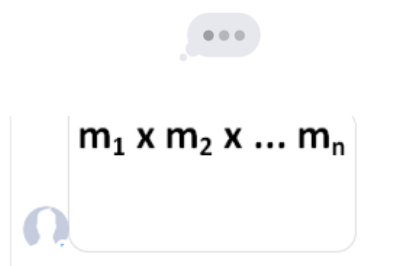 m₁ x m₂ x ... mₙ